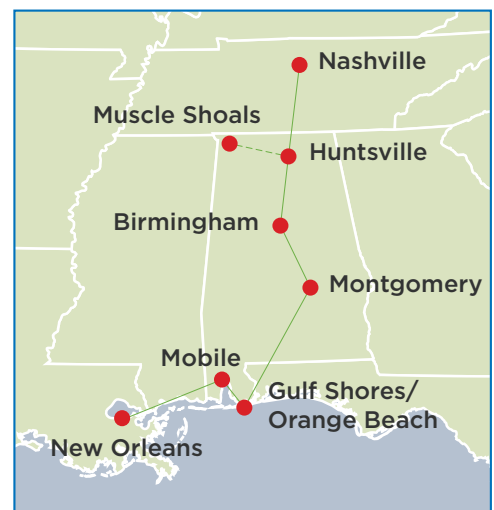 Nashville
Muscle Shoals
Huntsville
Birmingham
Montgomery
Mobile
Gulf Shores/
Orange Beach
New Orleans